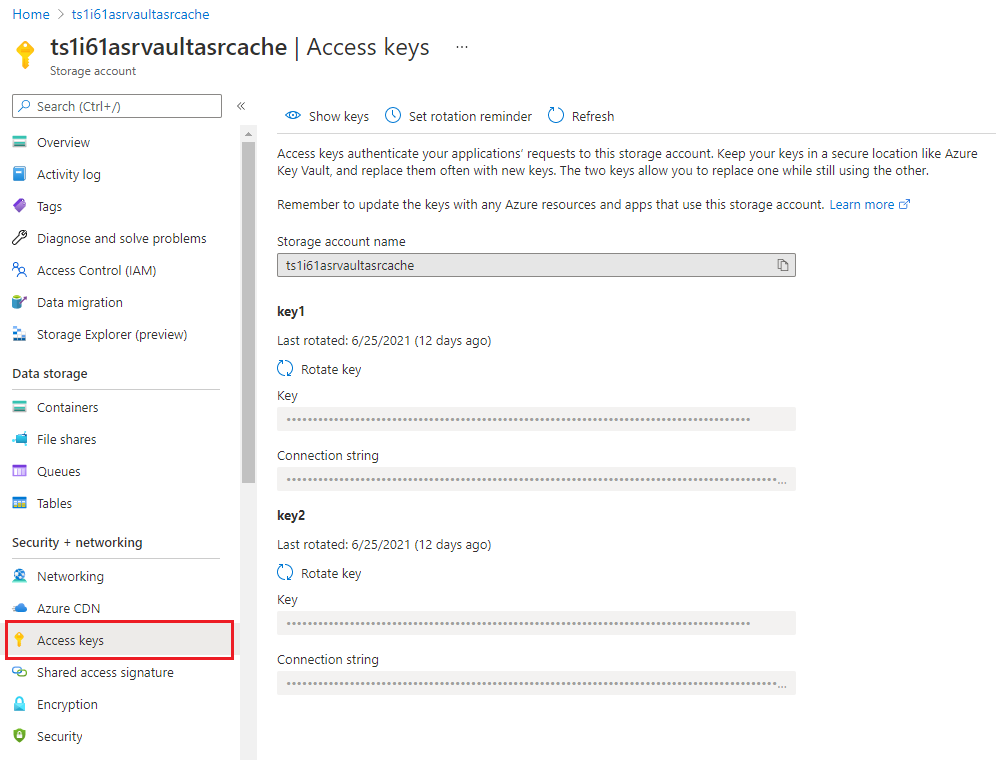 Home > ts1i61asrvaultasrcache
ts1i61asrvaultasrcache | Access keys ...
Storage account
Search (Ctrl+/)
«
Overview
Activity log
Tags
Diagnose and solve problems
Access Control (IAM)
Data migration
Storage Explorer (preview)
Data storage
Containers
File shares
Queues
Tables
Security + networking
Networking
Azure CDN
Access keys
Shared access signature
Encryption
Security
Show keys Set rotation reminder Refresh
Access keys authenticate your applications' requests to this storage account. Keep your keys in a secure location like Azure
Key Vault, and replace them often with new keys. The two keys allow you to replace one while still using the other.
Remember to update the keys with any Azure resources and apps that use this storage account. Learn more
Storage account name
ts1i61asrvaultasrcache
key1
Last rotated: 6/25/2021 (12 days ago)
Rotate key
Key
Connection string
key2
Last rotated: 6/25/2021 (12 days ago)
Rotate key
Key
Connection string